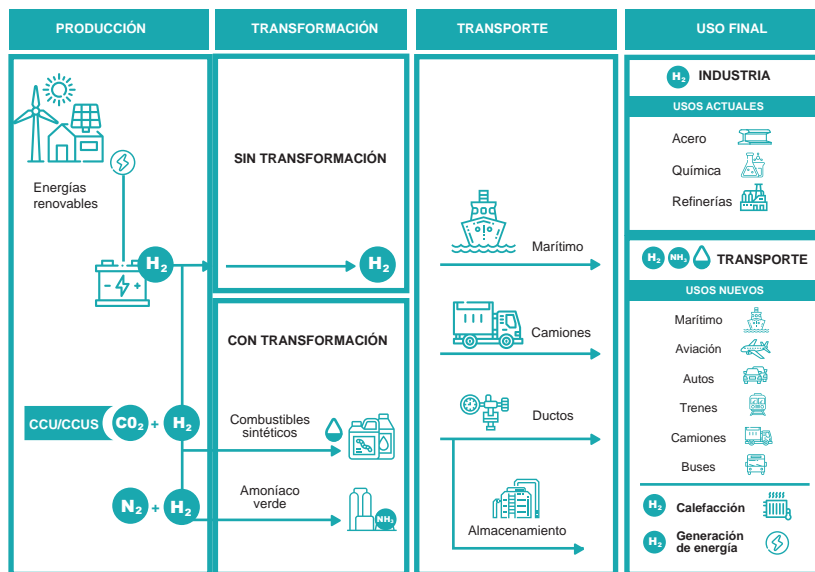 PRODUCCIÓN
TRANSFORMACIÓN
TRANSPORTE
USO FINAL
Energías
renovables
H₂
CCU/CCUS
C0₂ + H₂
N₂ + H₂
SIN TRANSFORMACIÓN
H₂
CON TRANSFORMACIÓN
Combustibles
sintéticos
Amoníaco
verde
NH₃
Marítimo
Camiones
Ductos
Almacenamiento
H₂ INDUSTRIA
USOS ACTUALES
Acero
Química
Refinerías
H₂ NH₃ TRANSPORTE
USOS NUEVOS
Marítimo
Aviación
Autos
Trenes
Camiones
Buses
H₂ Calefacción
H₂ Generación
de energía